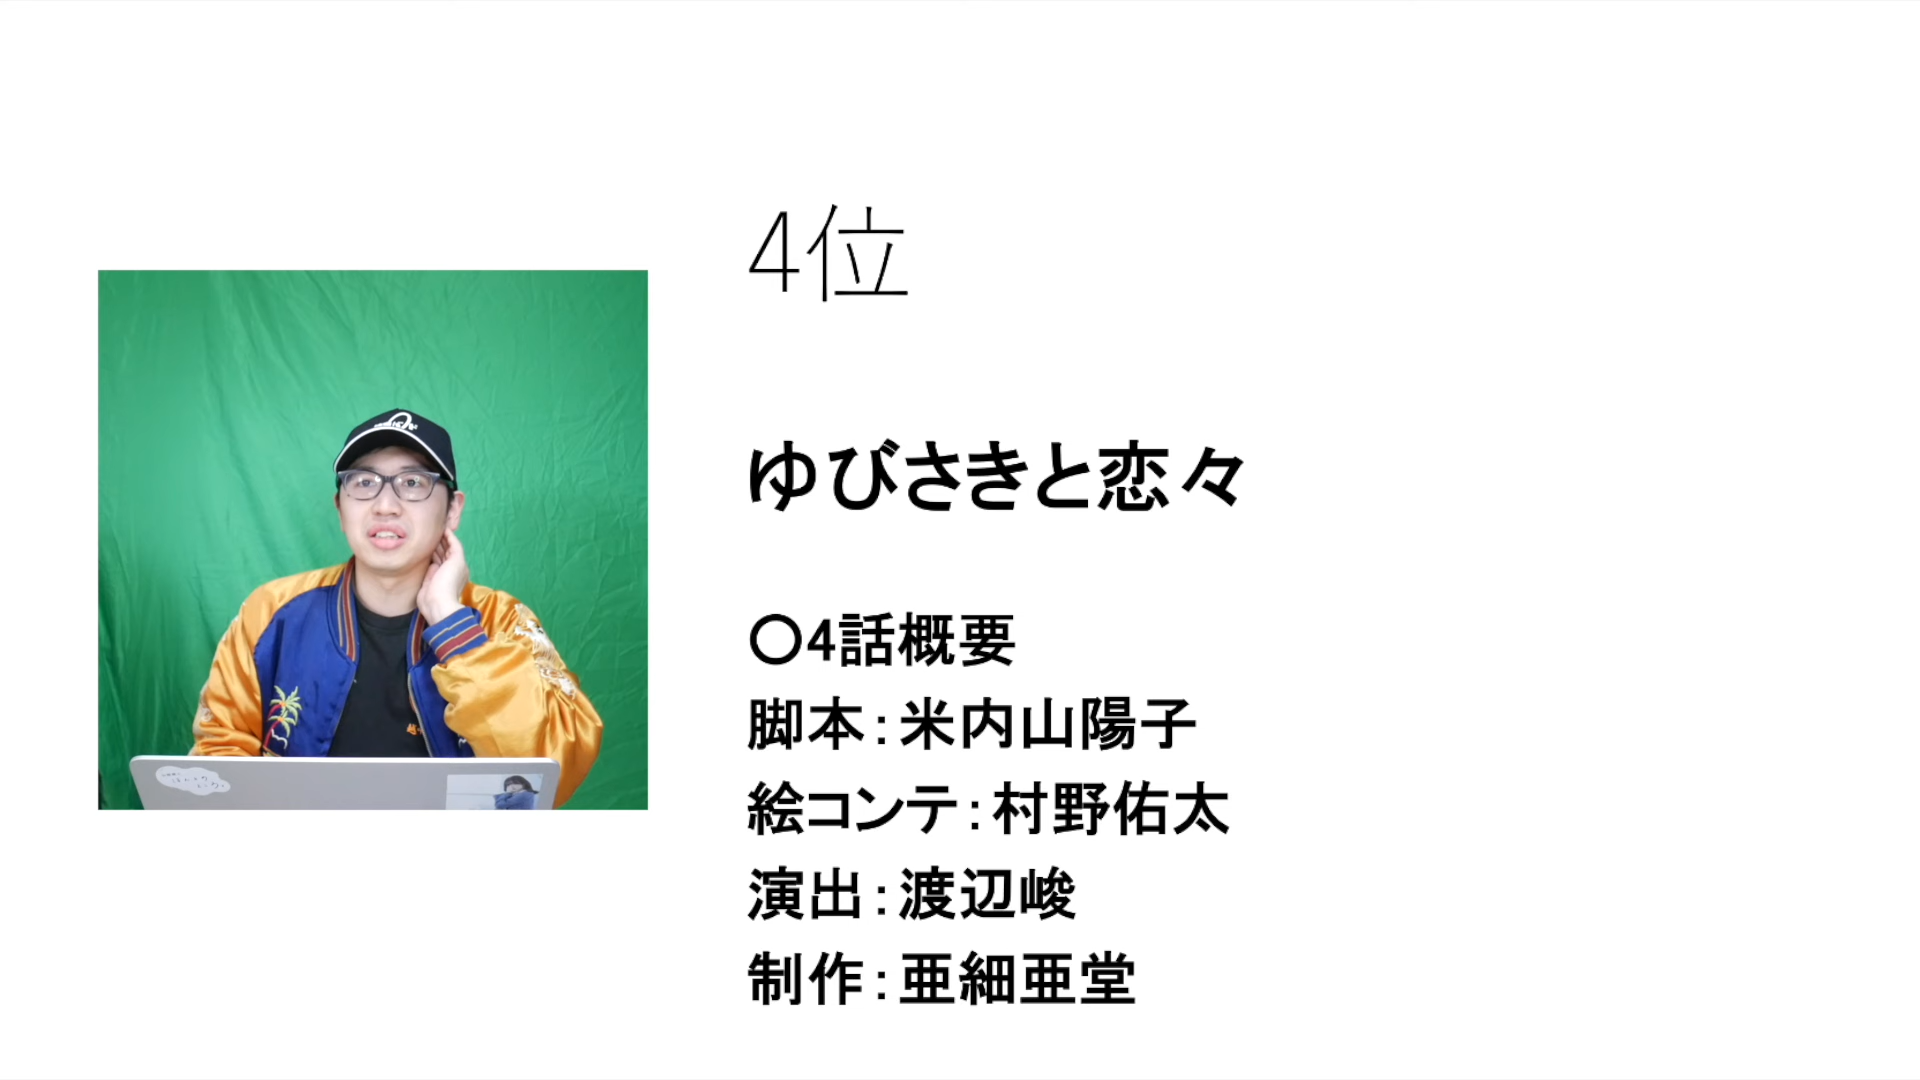 4位
ゆびさきと恋々
〇4話概要
脚本：米内山陽子
絵コンテ：村野佑太
演出：渡辺峻
制作：亜細亜堂